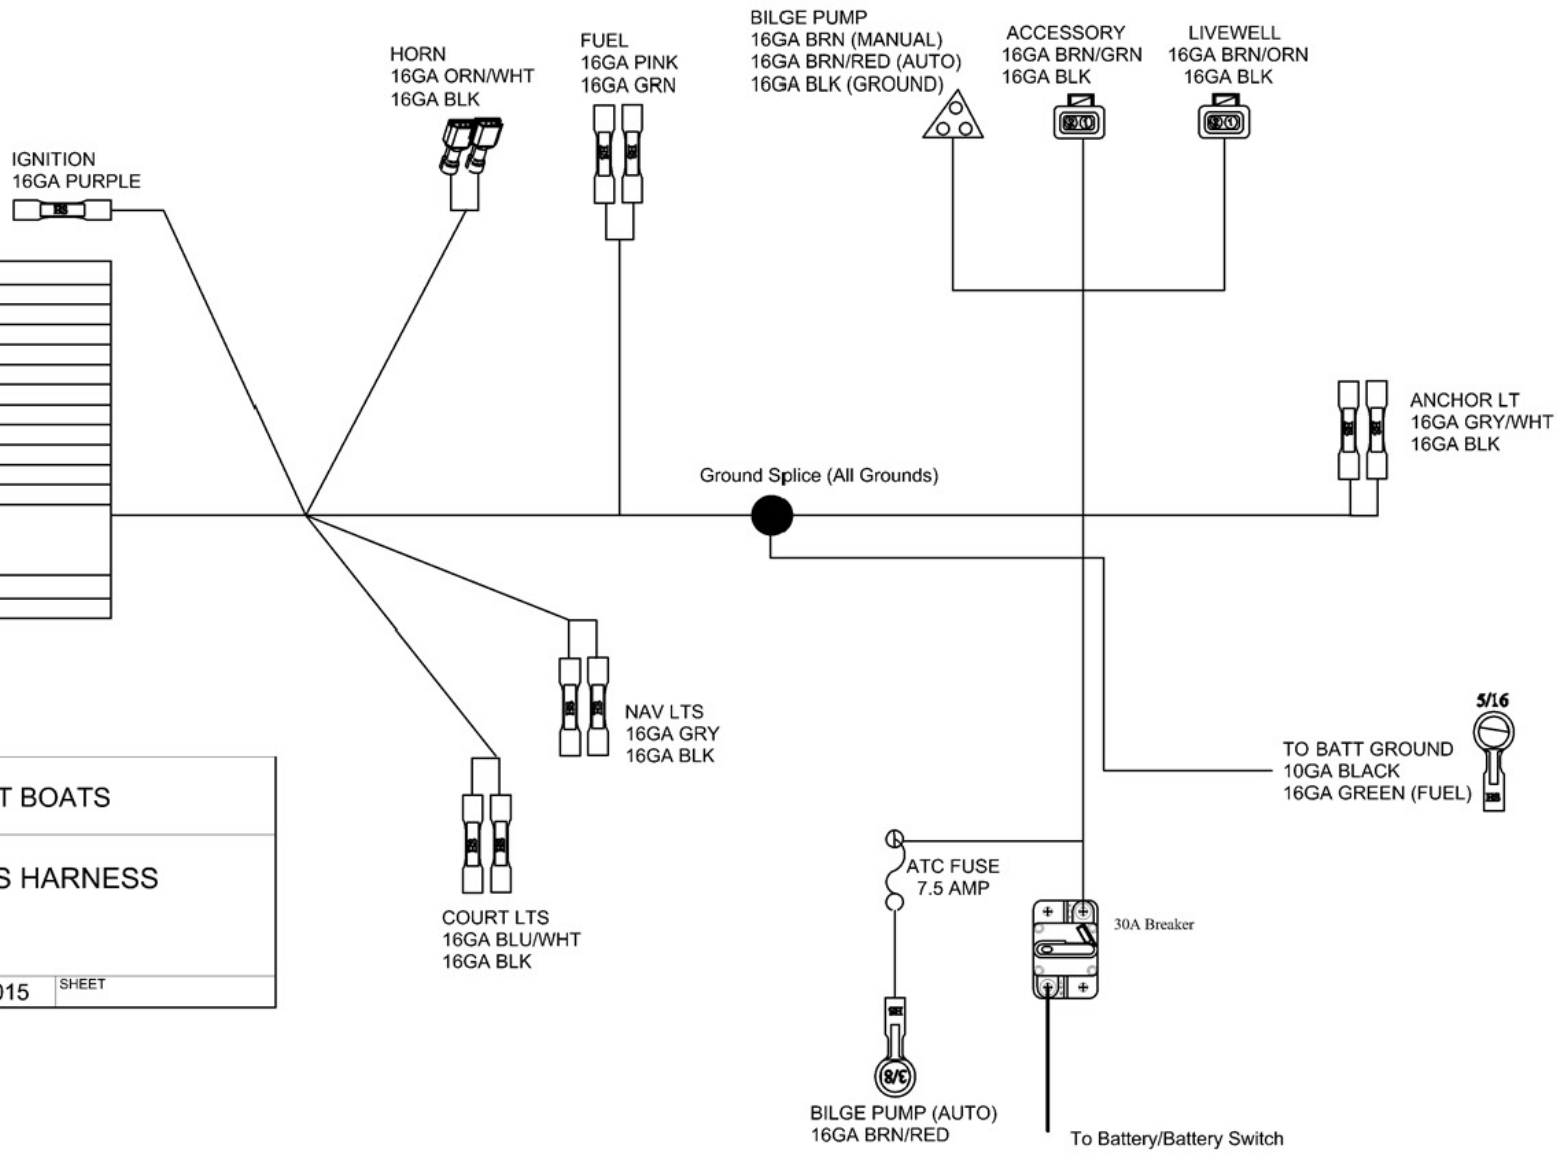 BILGE PUMP
16GA BRN (MANUAL)
16GA BRN/RED (AUTO)
16GA BLK (GROUND)
ACCESSORY
16GA BRN/GRN
16GA BLK
LIVEWELL
16GA BRN/ORN
16GA BLK
HORN
16GA ORN/WHT
16GA BLK
FUEL
16GA PINK
16GA GRN
IGNITION
16GA PURPLE
ANCHOR LT
16GA GRY/WHT
16GA BLK
Ground Splice (All Grounds)
NAV LTS
16GA GRY
16GA BLK
5/16
TO BATT GROUND
10GA BLACK
16GA GREEN (FUEL)
T BOATS
S HARNESS
015
SHEET
COURT LTS
16GA BLU/WHT
16GA BLK
ATC FUSE
7.5 AMP
30A Breaker
3/8
BILGE PUMP (AUTO)
16GA BRN/RED
To Battery/Battery Switch